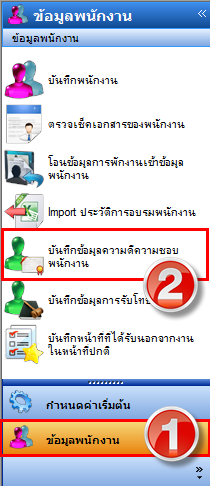 ข้อมูลพนักงาน
ข้อมูลพนักงาน
บันทึกพนักงาน
ตรวจเช็คเอกสารของพนักงาน
โอนข้อมูลการพักงานเข้าข้อมูล
พนักงาน
Import ประวัติการอบรมพนักงาน
บันทึกข้อมูลความดีความชอบ
พนักงาน
2
บันทึกข้อมูลการรับโทษ
บันทึกหน้าที่ที่ได้รับนอกจากงาน
ในหน้าที่ปกติ
กำหนดค่าเริ่มต้น
1
ข้อมูลพนักงาน